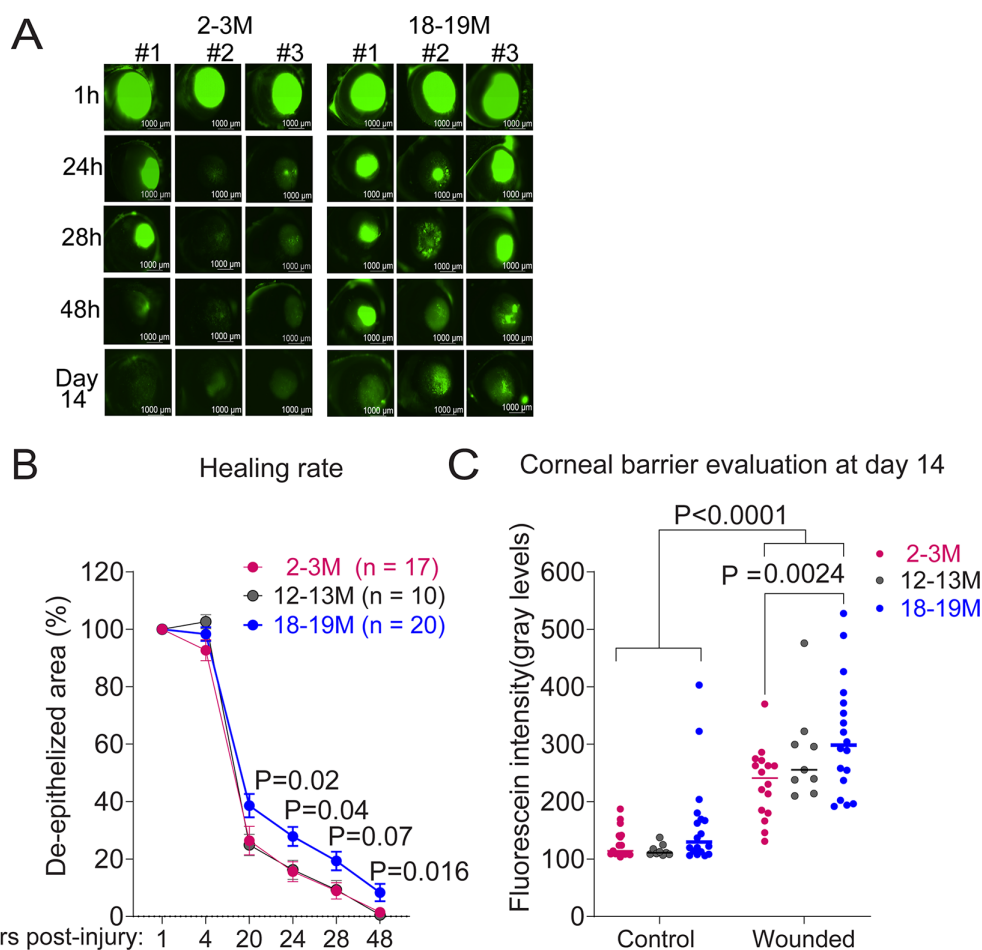 A
2-3M 18-19M
#1 #2 #3 #1 #2 #3
1h
1000 µm 1000 µm 1000 µm 1000 µm 1000 µm 1000 µm
24h
1000 µm 1000 µm 1000 µm 1000 µm 1000 µm 1000 µm
28h
1000 µm 1000 µm 1000 µm 1000 µm 1000 µm 1000 µm
48h
1000 µm 1000 µm 1000 µm 1000 µm 1000 µm 1000 µm
Day
14
1000 µm 1000 µm 1000 µm 1000 µm 1000 µm 1000 µm
B
Healing rate
2-3M (n = 17)
12-13M (n = 10)
18-19M (n = 20)
De-epithelized area (%)
120
100
80
60
40
20
0
P=0.02
P=0.04
P=0.07
P=0.016
rs post-injury: 1 4 20 24 28 48
C
Corneal barrier evaluation at day 14
P<0.0001
P =0.0024
2-3M
12-13M
18-19M
Fluorescein intensity(gray levels)
600
500
400
300
200
100
0
Control Wounded